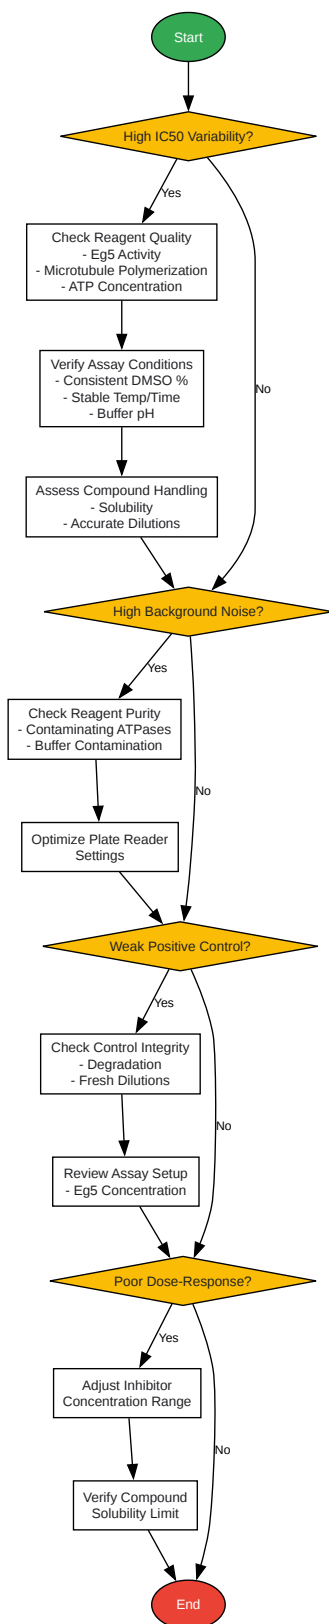 Start
High IC50 Variability?
Yes
Check Reagent Quality
- Eg5 Activity
- Microtubule Polymerization
- ATP Concentration
Verify Assay Conditions
- Consistent DMSO %
- Stable Temp/Time
- Buffer pH
No
Assess Compound Handling
- Solubility
- Accurate Dilutions
High Background Noise?
Yes
Check Reagent Purity
- Contaminating ATPases
- Buffer Contamination
No
Optimize Plate Reader
Settings
Weak Positive Control?
Yes
Check Control Integrity
- Degradation
- Fresh Dilutions
No
Review Assay Setup
- Eg5 Concentration
Poor Dose-Response?
Yes
Adjust Inhibitor
Concentration Range
No
Verify Compound
Solubility Limit
End